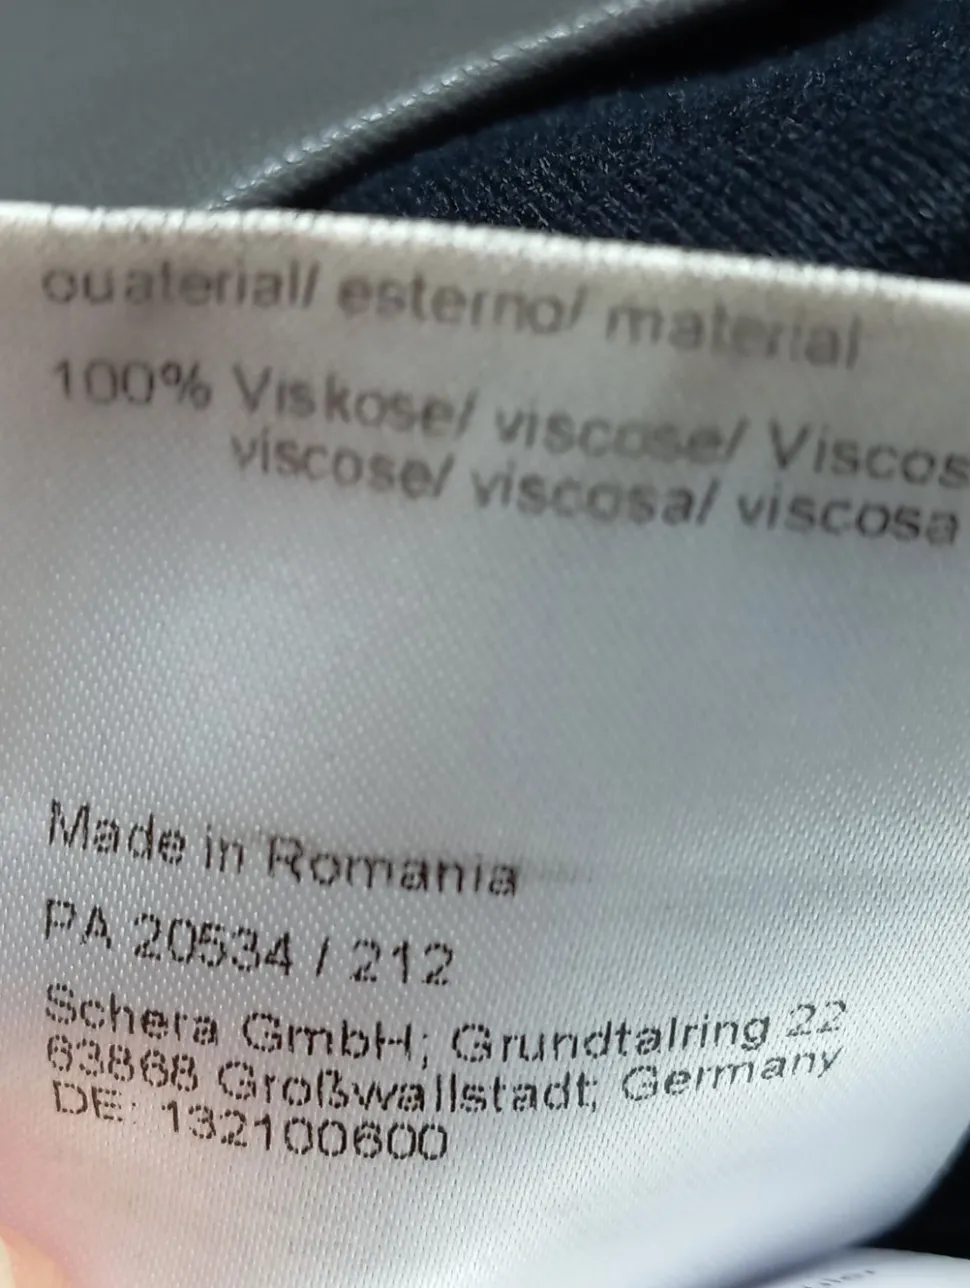 ouaterial/ esterno/ material
100% Viskose/ viscose/ Viscos
viscose/ viscosa/ viscosa
Made in Romania
PA 20534 / 212
Schera GmbH; Grundtalring 22
63868 Großwallstadt; Germany
DE: 132100600